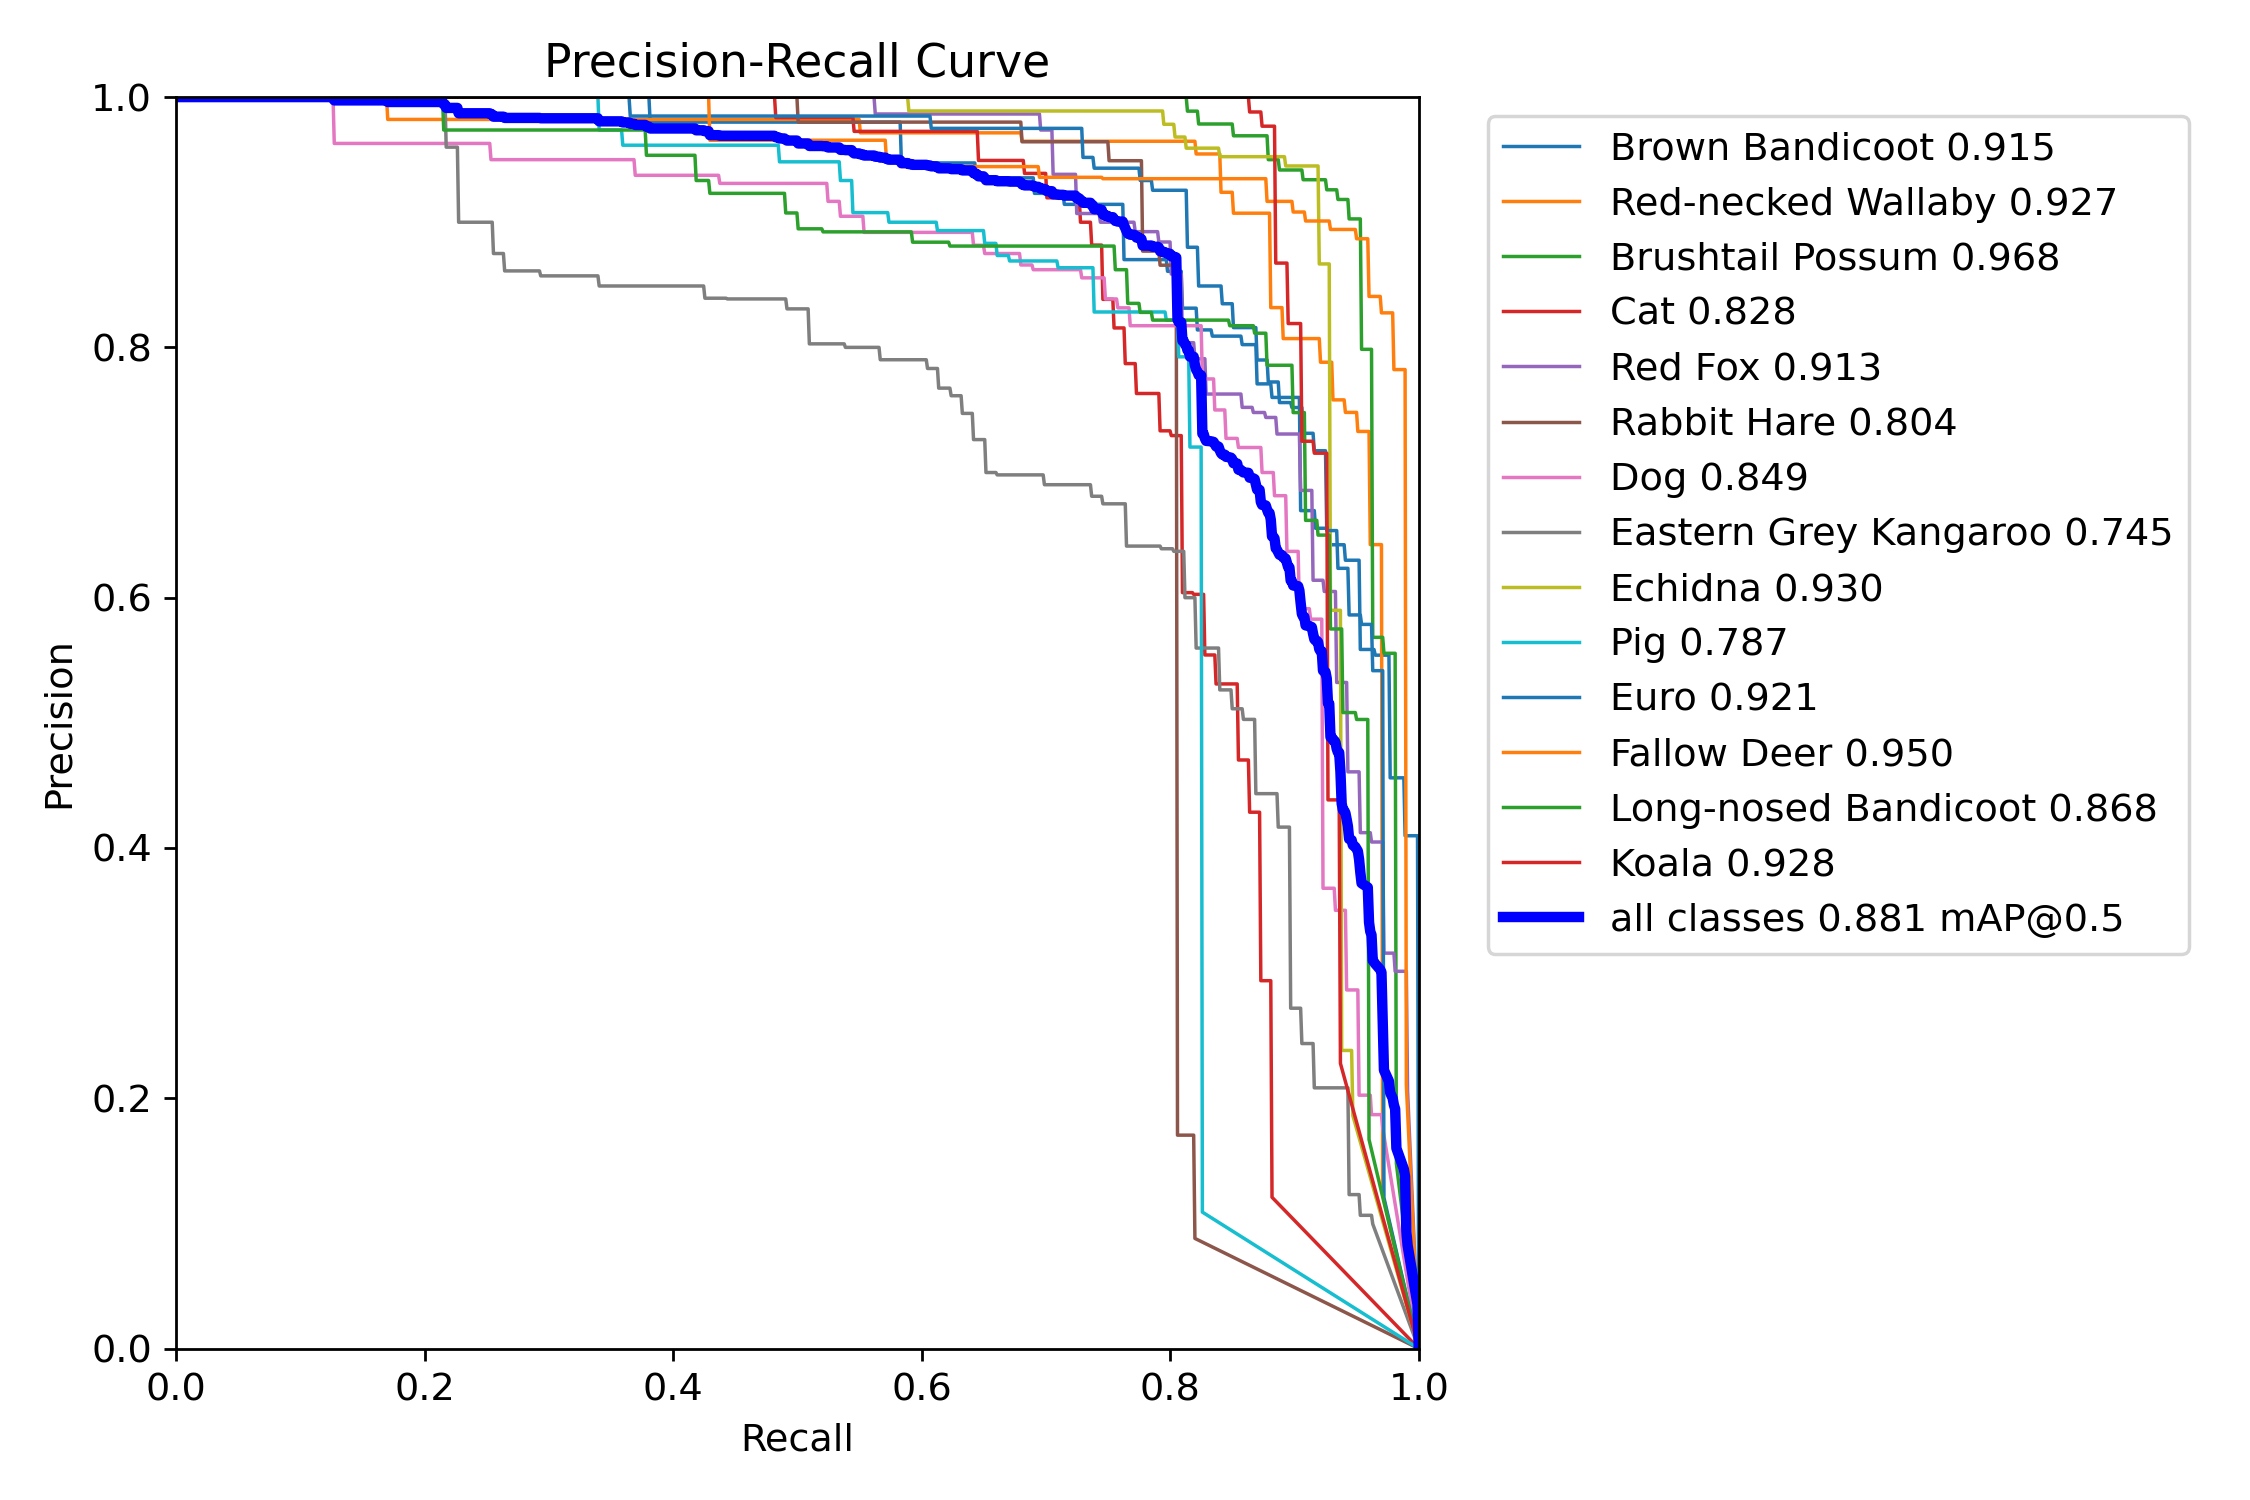 Precision-Recall Curve
1.0
0.8
0.6
0.4
0.2
0.0
Precision
0.0 0.2 0.4 0.6 0.8 1.0
Recall
Brown Bandicoot 0.915
Red-necked Wallaby 0.927
Brushtail Possum 0.968
Cat 0.828
Red Fox 0.913
Rabbit Hare 0.804
Dog 0.849
Eastern Grey Kangaroo 0.745
Echidna 0.930
Pig 0.787
Euro 0.921
Fallow Deer 0.950
Long-nosed Bandicoot 0.868
Koala 0.928
all classes 0.881 mAP@0.5